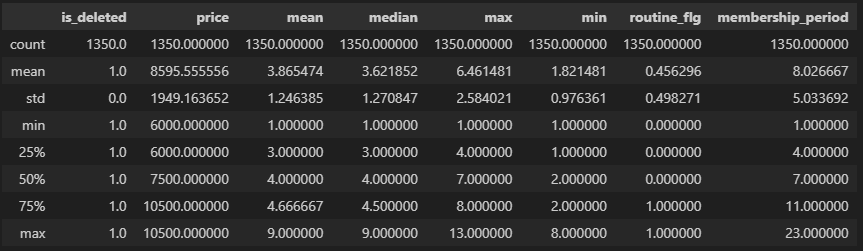 is_deleted price mean median max min routine_flg membership_period
count 1350.0 1350.000000 1350.000000 1350.000000 1350.000000 1350.000000 1350.000000 1350.000000
mean 1.0 8595.555556 3.865474 3.621852 6.461481 1.821481 0.456296 8.026667
std 0.0 1949.163652 1.246385 1.270847 2.584021 0.976361 0.498271 5.033692
min 1.0 6000.000000 1.000000 1.000000 1.000000 1.000000 0.000000 1.000000
25% 1.0 6000.000000 3.000000 3.000000 4.000000 1.000000 0.000000 4.000000
50% 1.0 7500.000000 4.000000 4.000000 7.000000 2.000000 0.000000 7.000000
75% 1.0 10500.000000 4.666667 4.500000 8.000000 2.000000 1.000000 11.000000
max 1.0 10500.000000 9.000000 9.000000 13.000000 8.000000 1.000000 23.000000